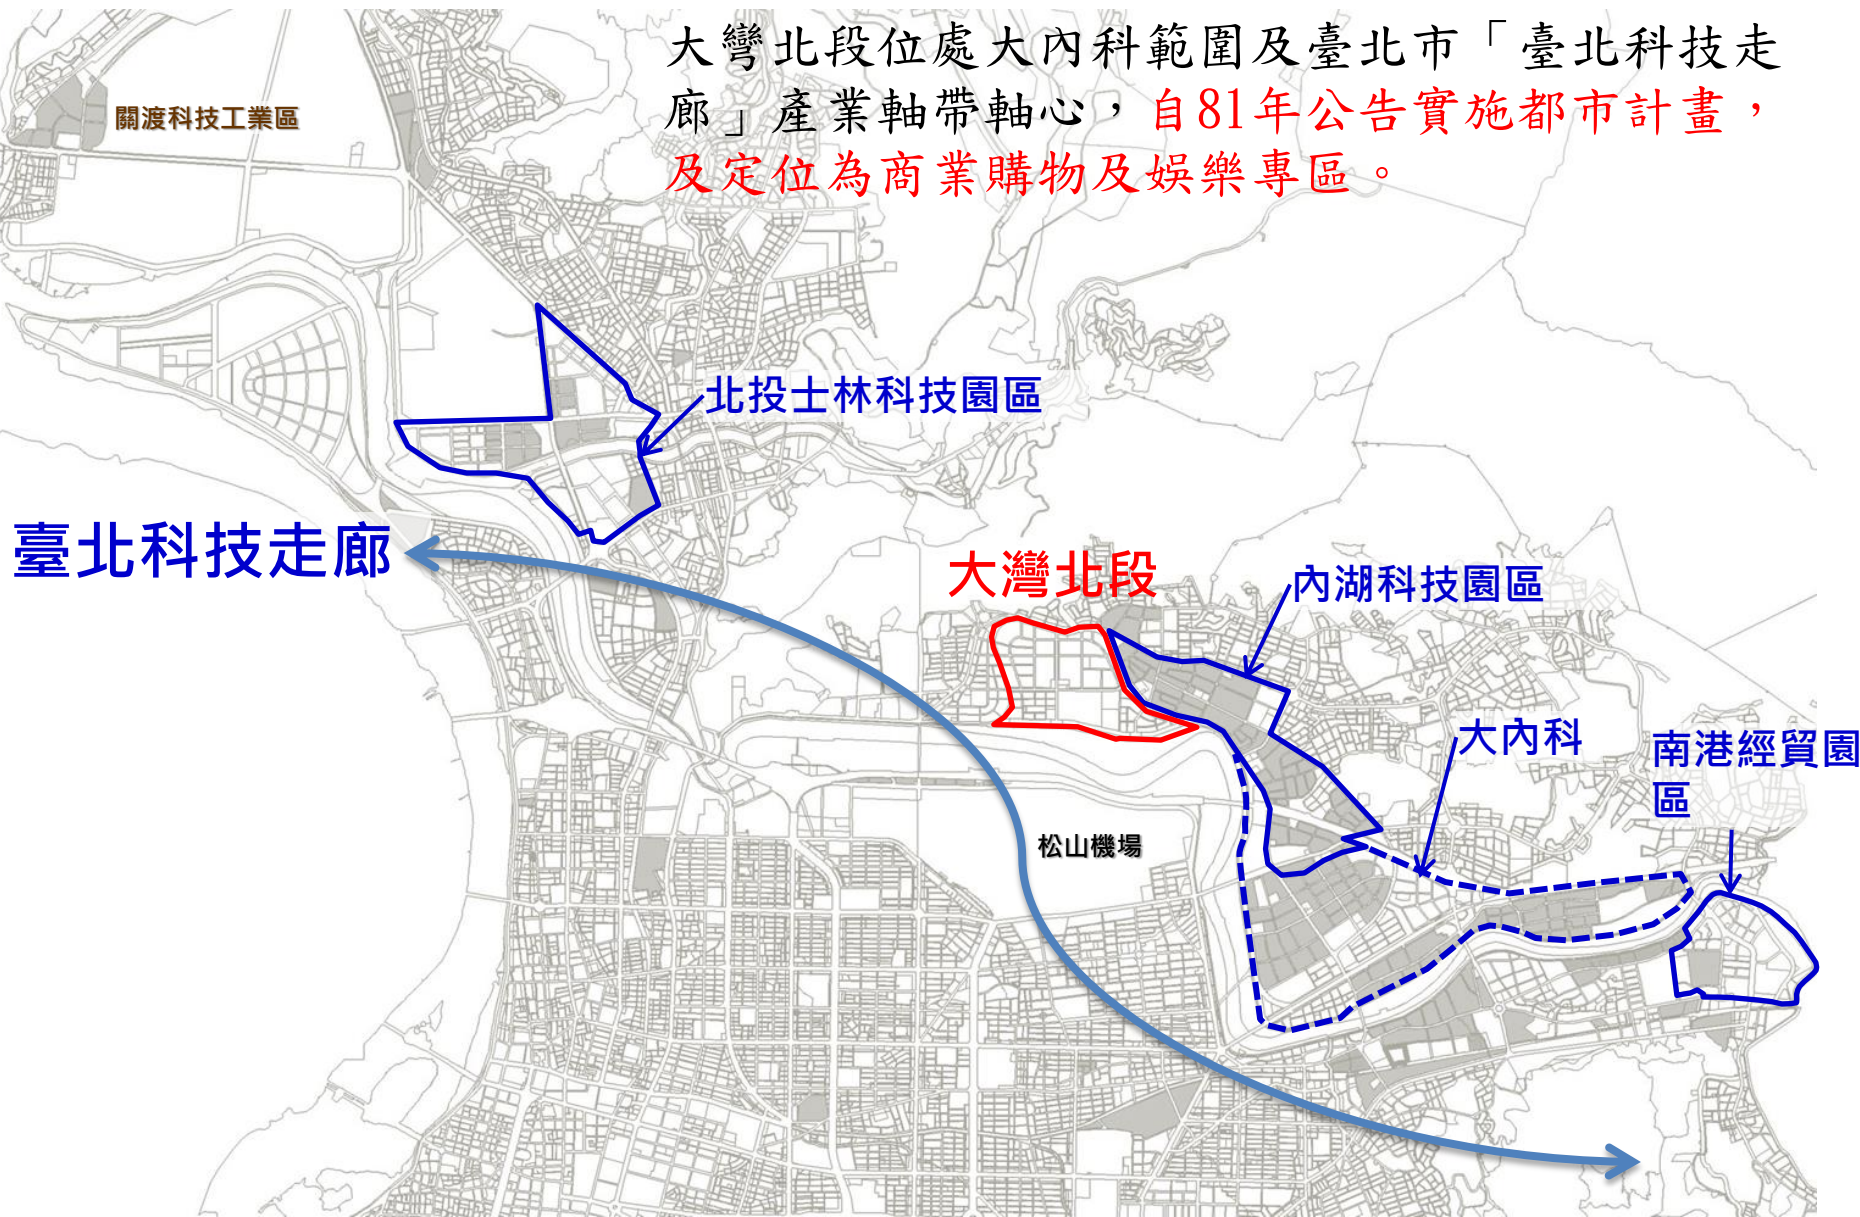 大彎北段位處大內科範圍及臺北市「臺北科技走
廊」產業軸帶軸心，自81年公告實施都市計畫，
及定位為商業購物及娛樂專區。
關渡科技工業區
北投士林科技園區
臺北科技走廊
大灣北段
內湖科技園區
大內科
南港經貿園
區
松山機場